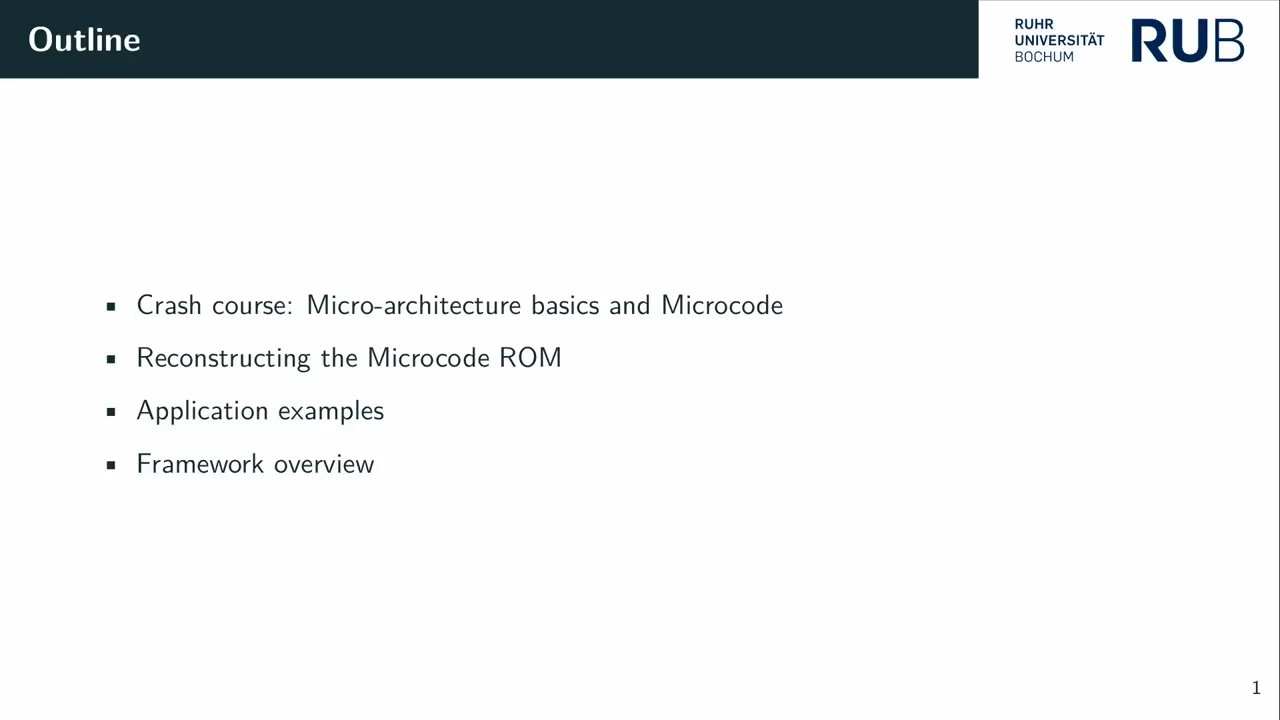 Outline
RUHR
UNIVERSITÄT
BOCHUM
RUB
Crash course: Micro-architecture basics and Microcode
Reconstructing the Microcode ROM
Application examples
Framework overview
1